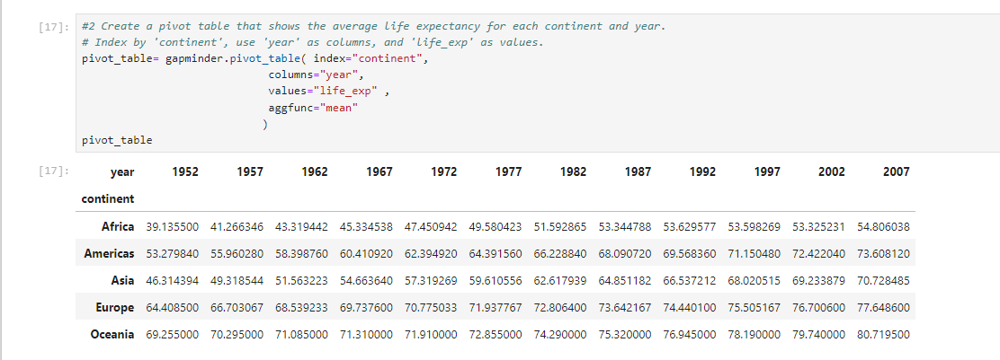 [17]: #2 Create a pivot table that shows the average life expectancy for each continent and year.
# Index by 'continent', use 'year' as columns, and 'life_exp' as values.
pivot_table= gapminder.pivot_table( index="continent",
columns="year",
values="life_exp" ,
aggfunc="mean"
)
pivot_table
[17]: year 1952 1957 1962 1967 1972 1977 1982 1987 1992 1997 2002 2007
continent
Africa 39.135500 41.266346 43.319442 45.334538 47.450942 49.580423 51.592865 53.344788 53.629577 53.598269 53.325231 54.806038
Americas 53.279840 55.960280 58.398760 60.410920 62.394920 64.391560 66.228840 68.090720 69.568360 71.150480 72.422040 73.608120
Asia 46.314394 49.318544 51.563223 54.663640 57.319269 59.610556 62.617939 64.851182 66.537212 68.020515 69.233879 70.728485
Europe 64.408500 66.703067 68.539233 69.737600 70.775033 71.937767 72.806400 73.642167 74.440100 75.505167 76.700600 77.648600
Oceania 69.255000 70.295000 71.085000 71.310000 71.910000 72.855000 74.290000 75.320000 76.945000 78.190000 79.740000 80.719500